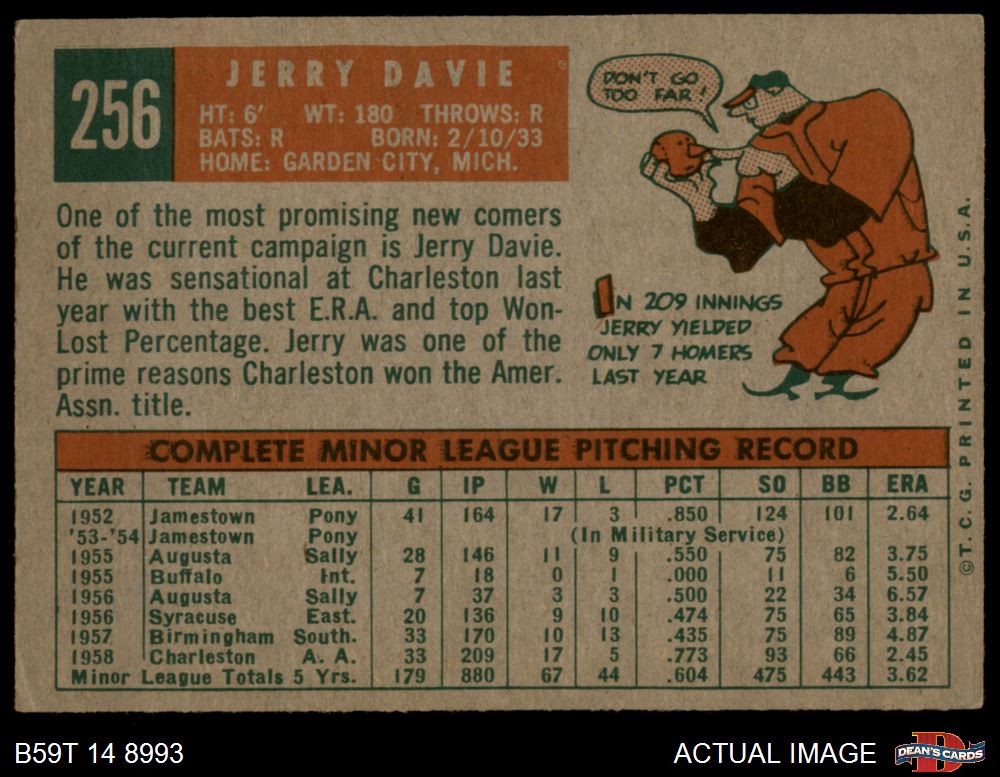 256
JERRY DAVIE
HT: 6' WT: 180 THROWS: R
BATS: R BORN: 2/10/33
HOME: GARDEN CITY, MICH.
DON'T GO
TOO FAR!
One of the most promising new comers
of the current campaign is Jerry Davie.
He was sensational at Charleston last
year with the best E.R.A. and top Won-
Lost Percentage. Jerry was one of the
prime reasons Charleston won the Amer.
Assn. title.
IN 209 INNINGS
JERRY YIELDED
ONLY 7 HOMERS
LAST YEAR
COMPLETE MINOR LEAGUE PITCHING RECORD
YEAR TEAM LEA. G IP W L PCT SO BB ERA
1952 Jamestown Pony 41 164 17 3 .850 124 101 2.64
'53-'54 Jamestown Pony (In Military Service)
1955 Augusta Sally 28 146 11 9 .550 75 82 3.75
1955 Buffalo Int. 7 18 0 1 .000 11 6 5.50
1956 Augusta Sally 7 37 3 3 .500 22 34 6.57
1956 Syracuse East. 20 136 9 10 .474 75 65 3.84
1957 Birmingham South. 33 170 10 13 .435 75 89 4.87
1958 Charleston A. A. 33 209 17 5 .773 93 66 2.45
Minor League Totals 5 Yrs. 179 880 67 44 .604 475 443 3.62
©T.C.G. PRINTED IN U.S.A.
B59T 14 8993
ACTUAL IMAGE
D
DEAN'S CARDS